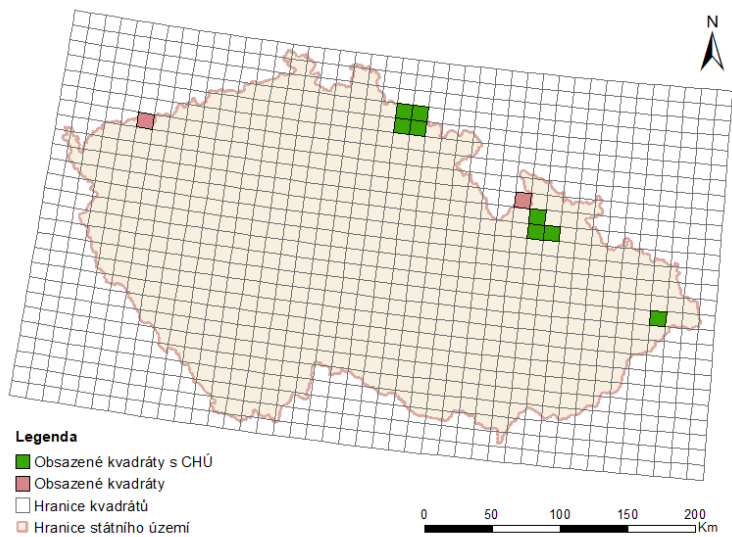 N
Legenda
Obsazené kvadráty s CHÚ
Obsazené kvadráty
Hranice kvadrátů
Hranice státního území
0 50 100 150 200
Km